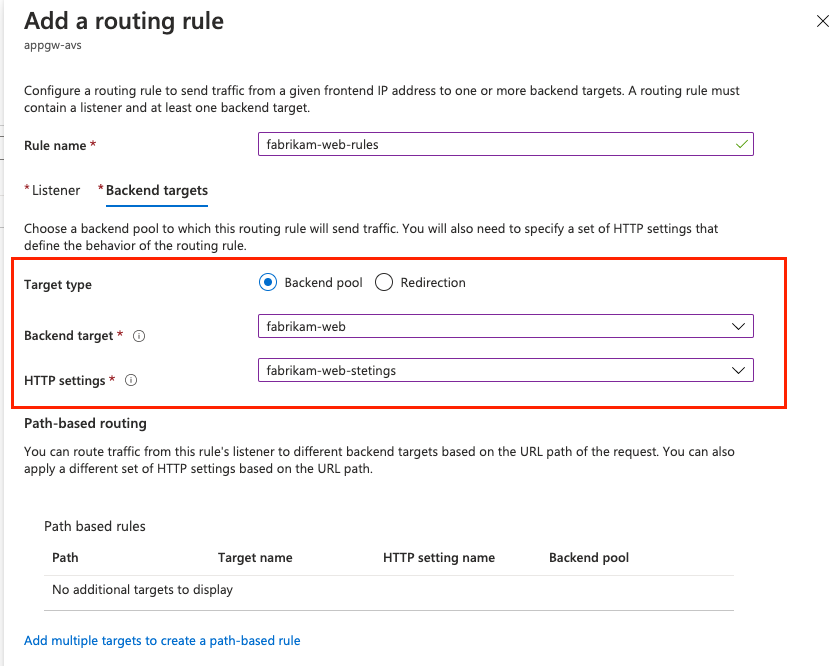 Add a routing rule
appgw-avs
Configure a routing rule to send traffic from a given frontend IP address to one or more backend targets. A routing rule must
contain a listener and at least one backend target.
Rule name *
fabrikam-web-rules
* Listener * Backend targets
Choose a backend pool to which this routing rule will send traffic. You will also need to specify a set of HTTP settings that
define the behavior of the routing rule.
Target type
Backend pool Redirection
Backend target *
fabrikam-web
HTTP settings *
fabrikam-web-stetings
Path-based routing
You can route traffic from this rule's listener to different backend targets based on the URL path of the request. You can also
apply a different set of HTTP settings based on the URL path.
Path based rules
Path Target name HTTP setting name Backend pool
No additional targets to display
Add multiple targets to create a path-based rule